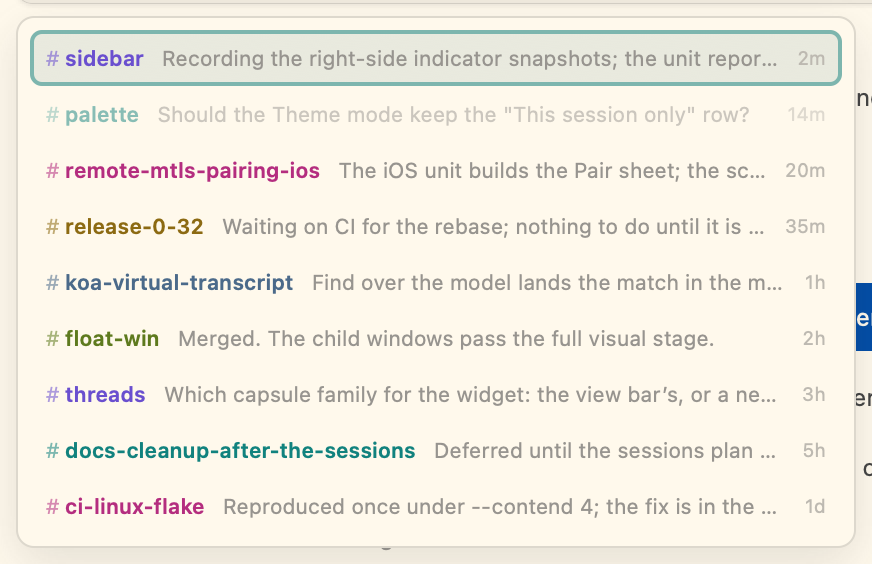 # sidebar Recording the right-side indicator snapshots; the unit repor... 2m
# palette Should the Theme mode keep the "This session only" row? 14m
# remote-mtls-pairing-ios The iOS unit builds the Pair sheet; the sc... 20m
# release-0-32 Waiting on CI for the rebase; nothing to do until it is ... 35m
# koa-virtual-transcript Find over the model lands the match in the m... 1h
# float-win Merged. The child windows pass the full visual stage. 2h
# threads Which capsule family for the widget: the view bar’s, or a ne... 3h
# docs-cleanup-after-the-sessions Deferred until the sessions plan ... 5h
# ci-linux-flake Reproduced once under --contend 4; the fix is in the ... 1d